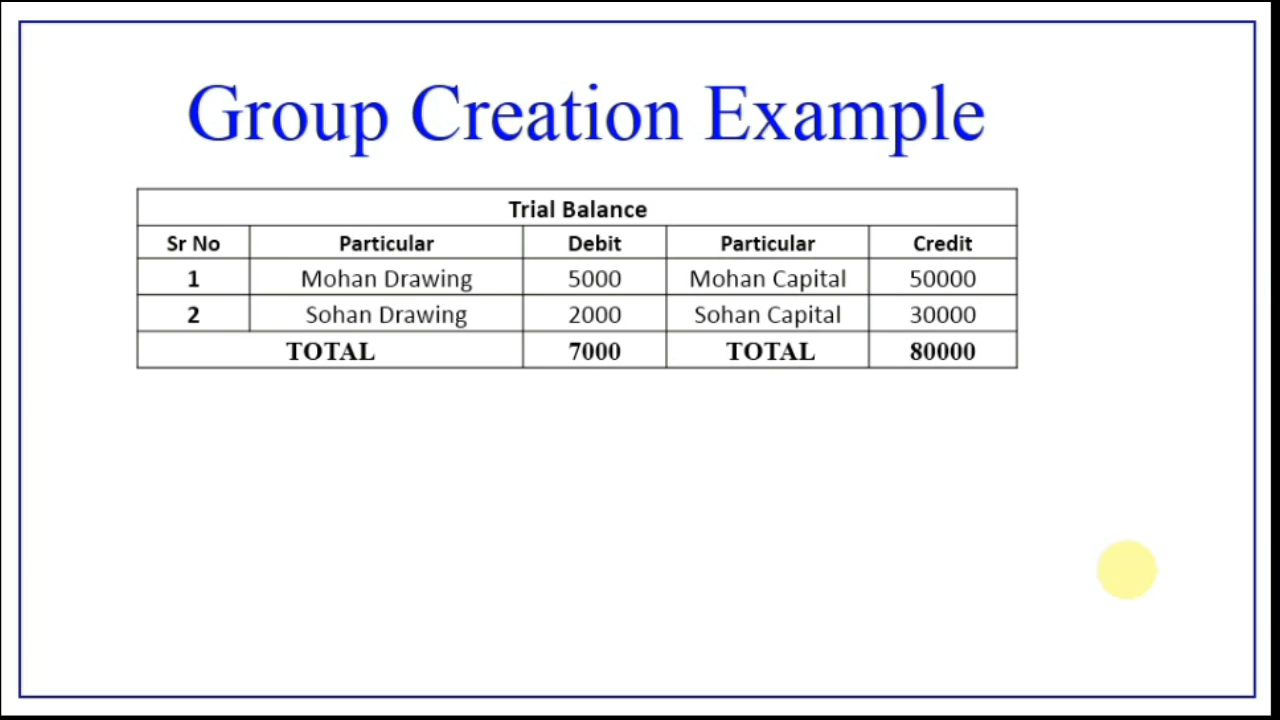 Group Creation Example
Trial Balance
Sr No Particular Debit Particular Credit
1 Mohan Drawing 5000 Mohan Capital 50000
2 Sohan Drawing 2000 Sohan Capital 30000
TOTAL 7000 TOTAL 80000